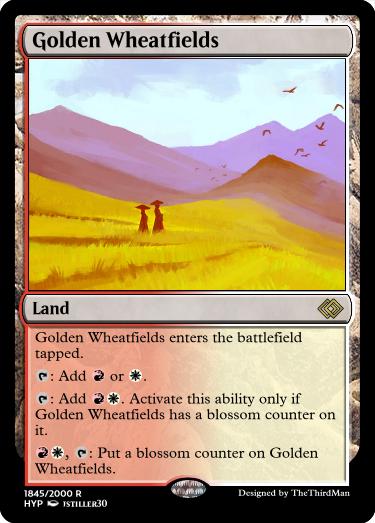 Golden Wheatfields
Land
Golden Wheatfields enters the battlefield
tapped.
: Add or .
: Add . Activate this ability only if
Golden Wheatfields has a blossom counter on
it.
, : Put a blossom counter on Golden
Wheatfields.
1845/2000 R
HYP 1STILLER30 Designed by TheThirdMan